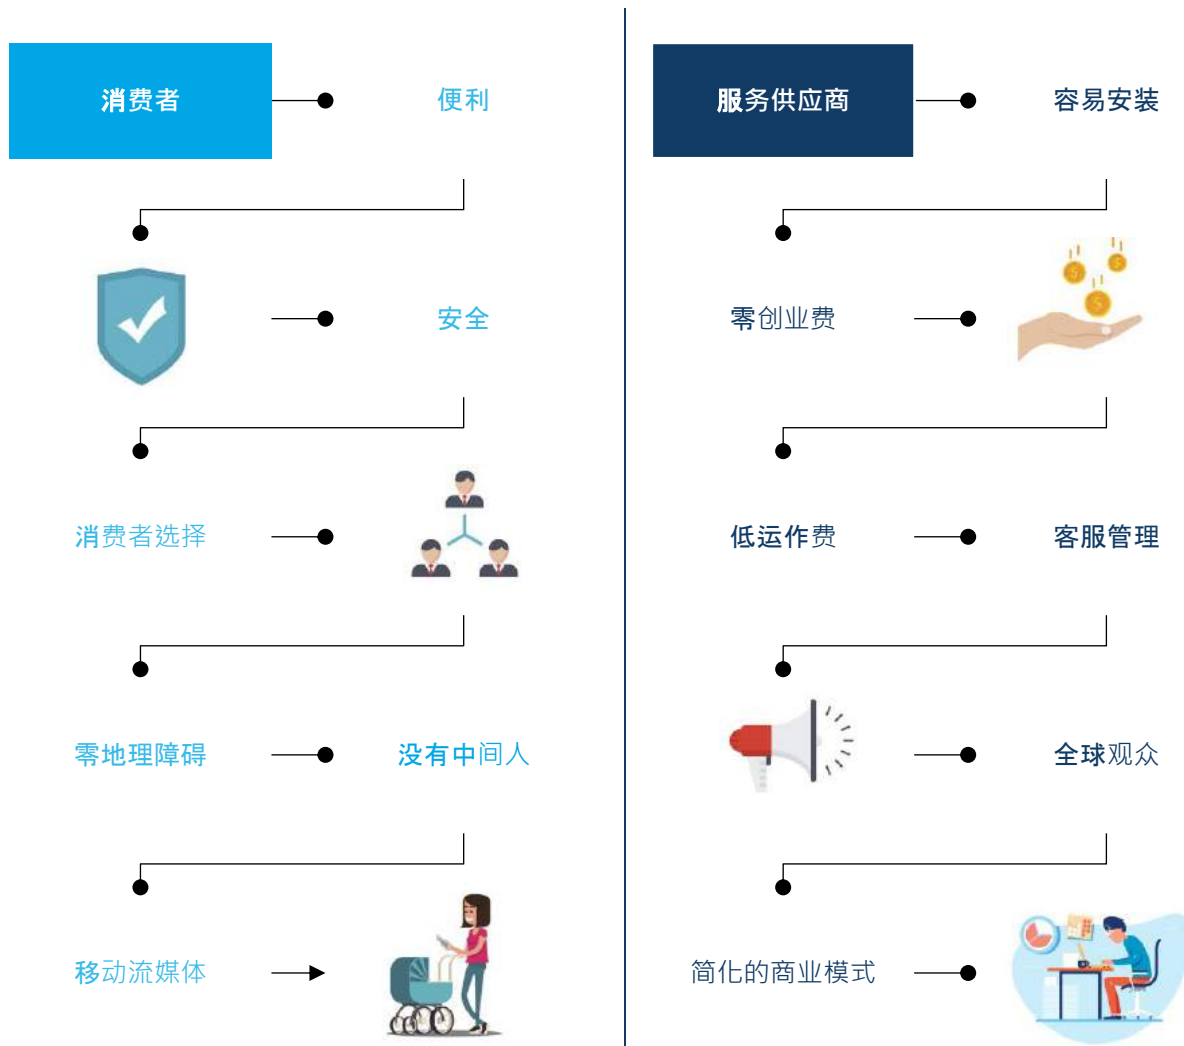 消费者
便利
安全
消费者选择
零地理障碍
没有中间人
移动流媒体
服务供应商
容易安装
零创业费
低运作费
客服管理
全球观众
简化的商业模式